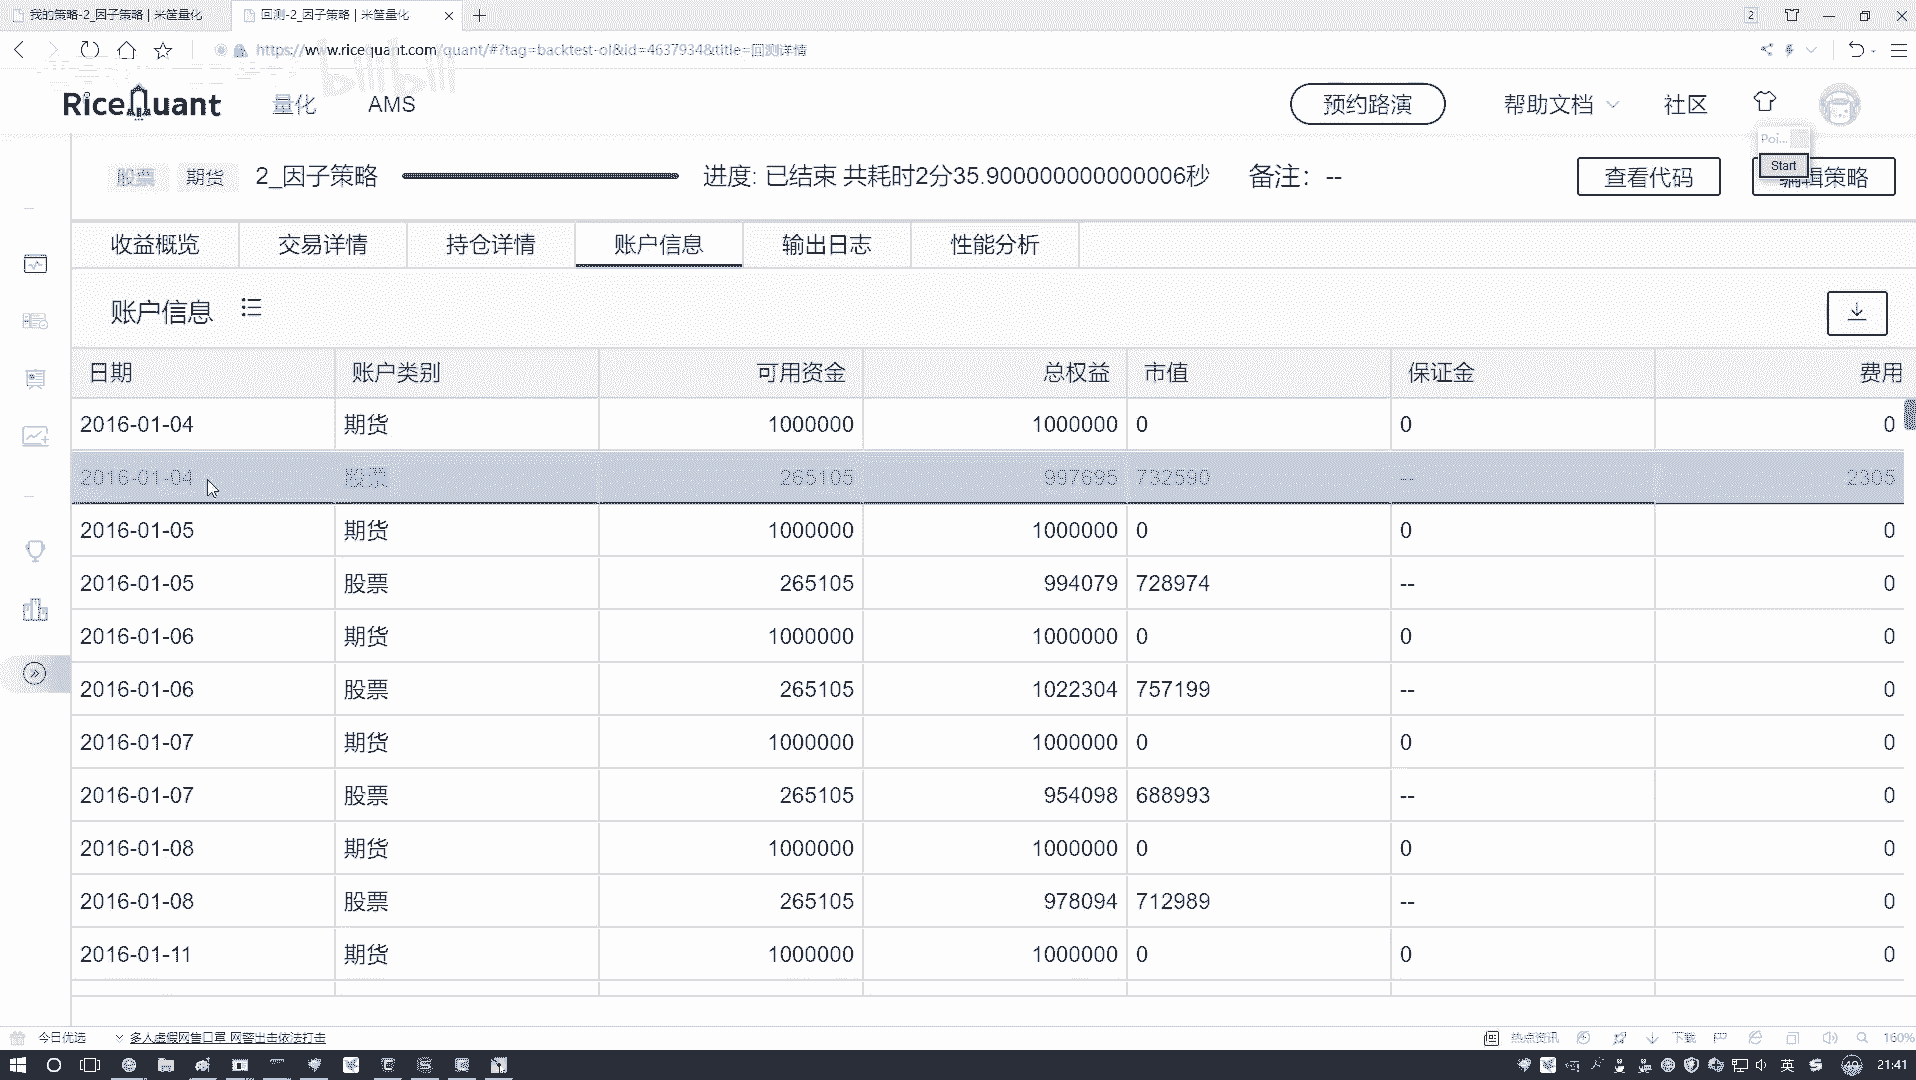 我的策略-2_因子策略 | 米筐量化
回测-2_因子策略 | 米筐量化
2
https://www.ricequant.com/quant/#?tag=backtest-ol&id=4637934&title=回测详情
bilibili
RiceQuant
量化
AMS
预约路演
帮助文档
社区
Poi...
Start
股票
期货
2_因子策略
进度: 已结束 共耗时2分35.900000000000006秒
备注: --
查看代码
编辑策略
收益概览
交易详情
持仓详情
账户信息
输出日志
性能分析
账户信息
日期 账户类别 可用资金 总权益 市值 保证金 费用
2016-01-04 期货 1000000 1000000 0 0 0
2016-01-04 股票 265105 997695 732590 -- 2305
2016-01-05 期货 1000000 1000000 0 0 0
2016-01-05 股票 265105 994079 728974 -- 0
2016-01-06 期货 1000000 1000000 0 0 0
2016-01-06 股票 265105 1022304 757199 -- 0
2016-01-07 期货 1000000 1000000 0 0 0
2016-01-07 股票 265105 954098 688993 -- 0
2016-01-08 期货 1000000 1000000 0 0 0
2016-01-08 股票 265105 978094 712989 -- 0
2016-01-11 期货 1000000 1000000 0 0 0
今日优选
多人虚假网售口罩 网警出击依法打击
热点资讯
下载
160%
英
49
21:41